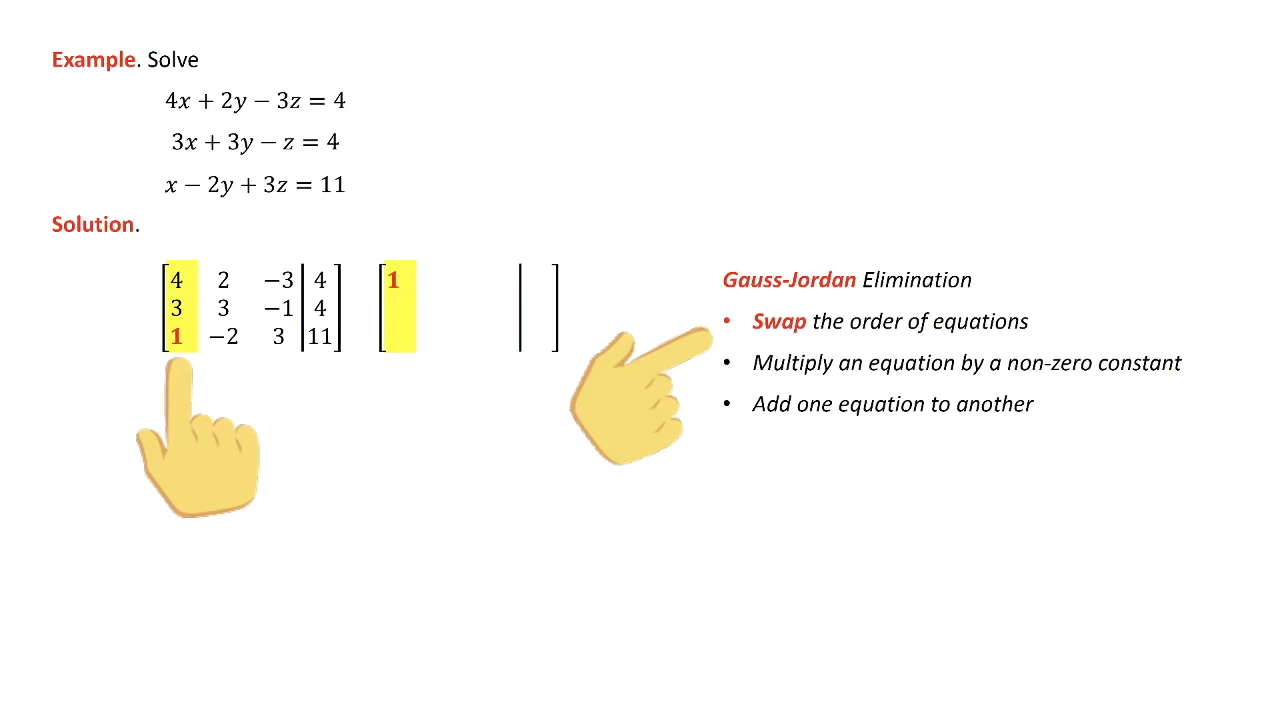 Example. Solve
4x + 2y − 3z = 4
3x + 3y − z = 4
x − 2y + 3z = 11
Solution.
[4 2 −3 | 4] [1 | ]
3 3 −1 | 4
1 −2 3 | 11
Gauss-Jordan Elimination
• Swap the order of equations
• Multiply an equation by a non-zero constant
• Add one equation to another